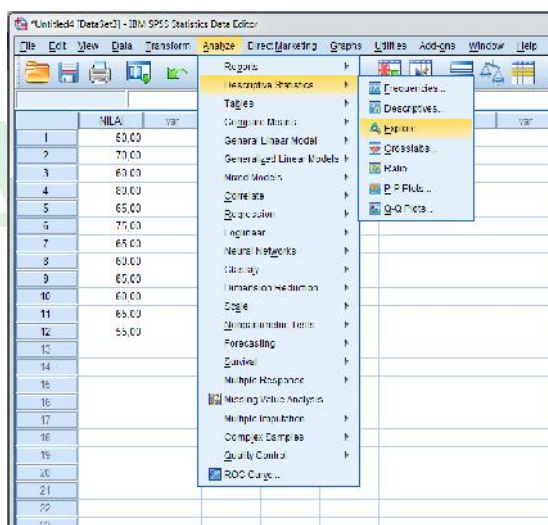 *Untitled4 [DataSet3] - IBM SPSS Statistics Data Editor
File Edit View Data Transform Analyze Direct Marketing Graphs Utilities Add-ons Window Help
Reports
Descriptive Statistics
Tables
Compare Means
General Linear Model
Generalized Linear Models
Mixed Models
Correlate
Regression
Loglinear
Neural Networks
Classify
Dimension Reduction
Scale
Nonparametric Tests
Forecasting
Survival
Multiple Response
Missing Value Analysis
Multiple Imputation
Complex Samples
Quality Control
ROC Curve...
Frequencies...
Descriptives...
Explore
Crosstabs...
Ratio
P-P Plots...
Q-Q Plots...
NILAI var var
1 50,00
2 70,00
3 60,00
4 80,00
5 65,00
6 75,00
7 65,00
8 60,00
9 65,00
10 60,00
11 65,00
12 55,00
13
14
15
16
17
18
19
20
21
22